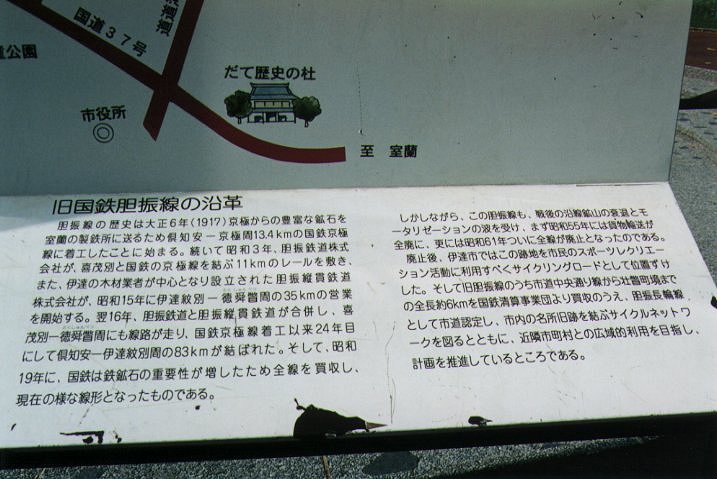 国道37号
公園
だて歴史の杜
市役所
至 室蘭
旧国鉄胆振線の沿革
胆振線の歴史は大正6年(1917)京極からの豊富な鉱石を
室蘭の製鉄所に送るため倶知安ー京極間13.4kmの国鉄京極
線に着工したことに始まる。続いて昭和3年、胆振鉄道株式
会社が、喜茂別と国鉄の京極線を結ぶ11kmのレールを敷き、
また、伊達の木材業者が中心となり設立された胆振縦貫鉄道
株式会社が、昭和15年に伊達紋別ー徳舜瞥間の35kmの営業
を開始する。翌16年、胆振鉄道と胆振縦貫鉄道が合併し、喜
茂別ー徳舜瞥間にも線路が走り、国鉄京極線着工以来24年目
にして倶知安ー伊達紋別間の83kmが結ばれた。そして、昭和
19年に、国鉄は鉄鉱石の重要性が増したため全線を買収し、
現在の様な線形となったものである。
しかしながら、この胆振線も、戦後の沿線鉱山の衰退とモ
ータリゼーションの波を受け、まず昭和55年には貨物輸送が
全廃に、更には昭和61年ついに全線が廃止となったのである。
廃止後、伊達市ではこの跡地を市民のスポーツレクリエー
ション活動に利用すべくサイクリングロードとして位置ずけ
した。そして旧胆振線のうち市道中央通り線から壮瞥町境まで
の全長約6kmを国鉄清算事業団より買収のうえ、胆振長輪線
として市道認定し、市内の名所旧跡を結ぶサイクルネットワ
ークを図るとともに、近隣市町村との広域的利用を目指し、
計画を推進しているところである。